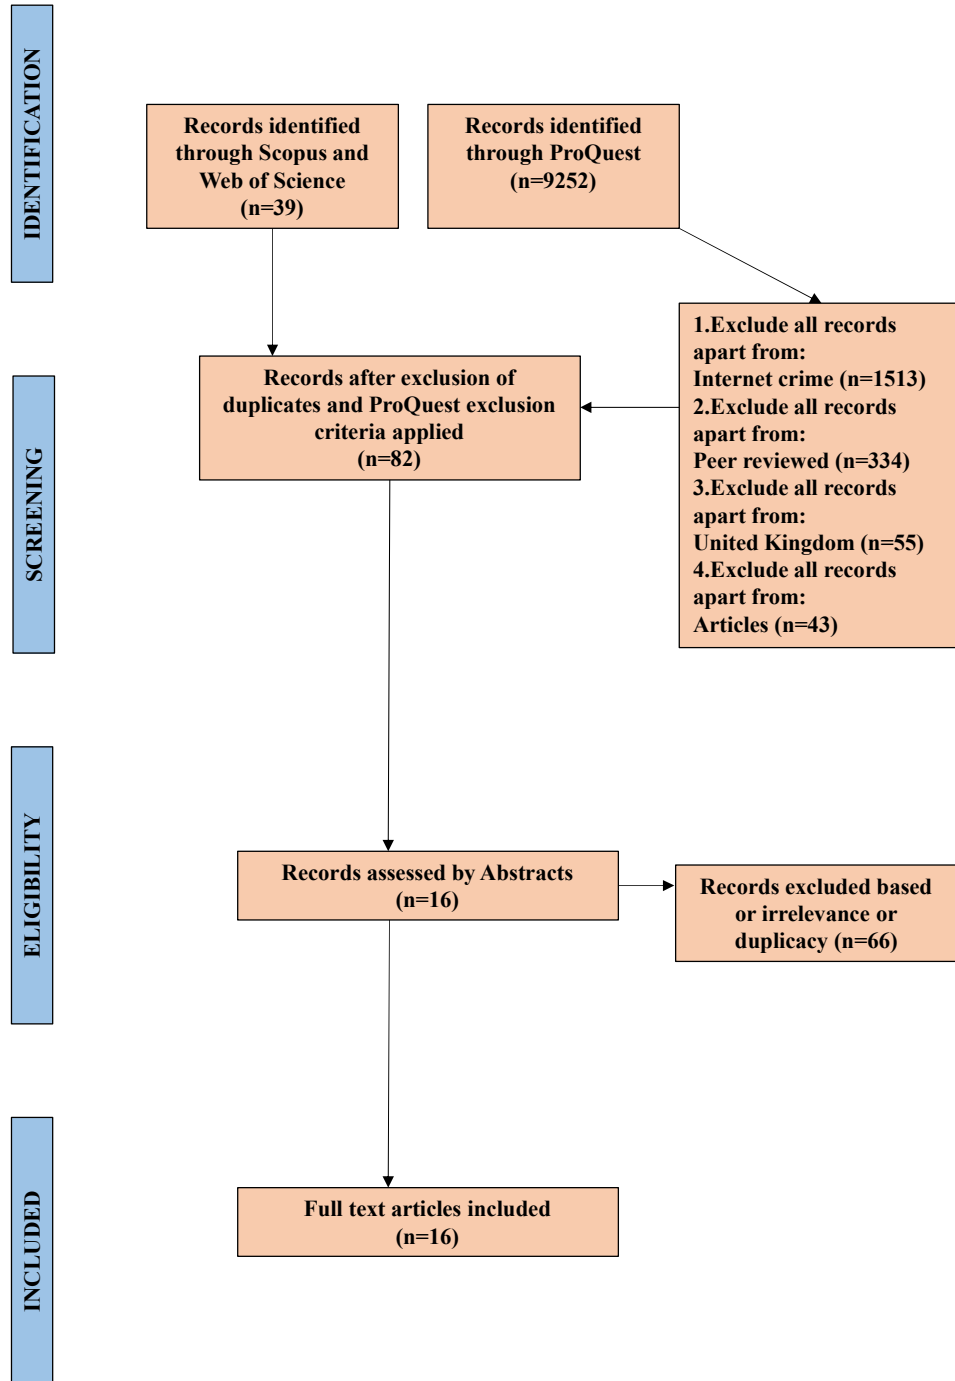 IDENTIFICATION
Records identified
through Scopus and
Web of Science
(n=39)
Records identified
through ProQuest
(n=9252)
1.Exclude all records
apart from:
Internet crime (n=1513)
2.Exclude all records
apart from:
Peer reviewed (n=334)
3.Exclude all records
apart from:
United Kingdom (n=55)
4.Exclude all records
apart from:
Articles (n=43)
SCREENING
Records after exclusion of
duplicates and ProQuest exclusion
criteria applied
(n=82)
ELIGIBILITY
Records assessed by Abstracts
(n=16)
Records excluded based
or irrelevance or
duplicacy (n=66)
INCLUDED
Full text articles included
(n=16)